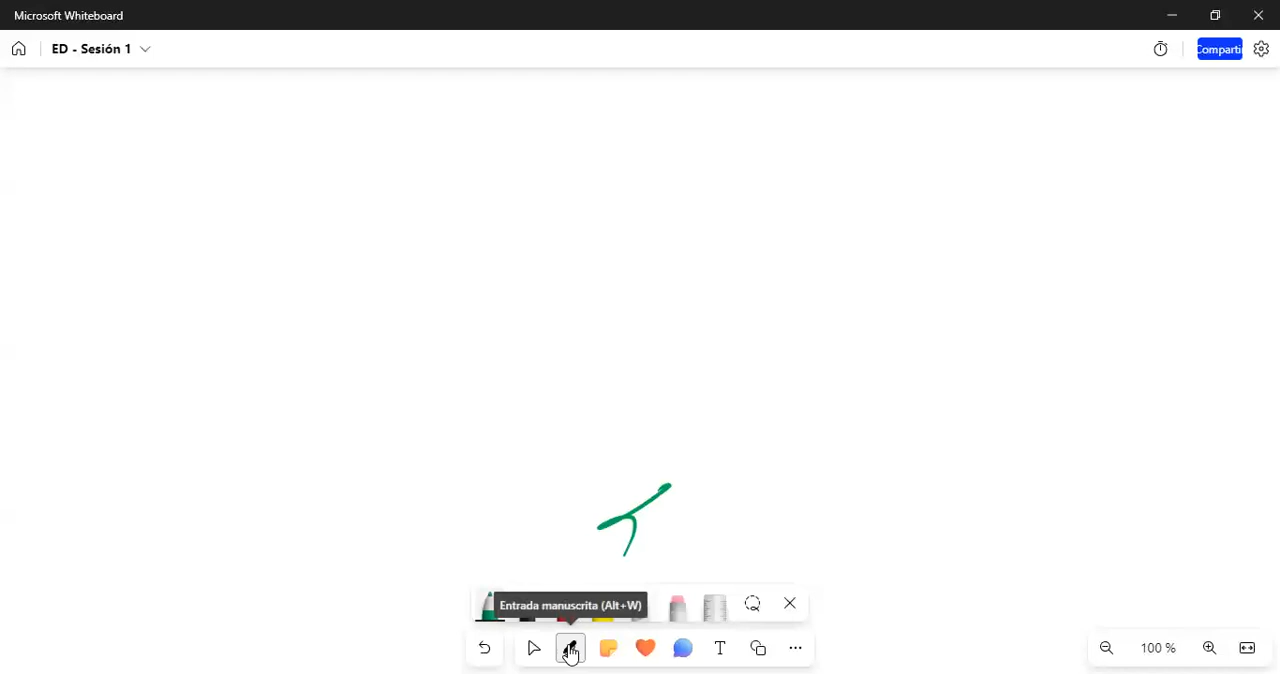 Microsoft Whiteboard
ED - Sesión 1
Comparti
Entrada manuscrita (Alt+W)
T
100 %